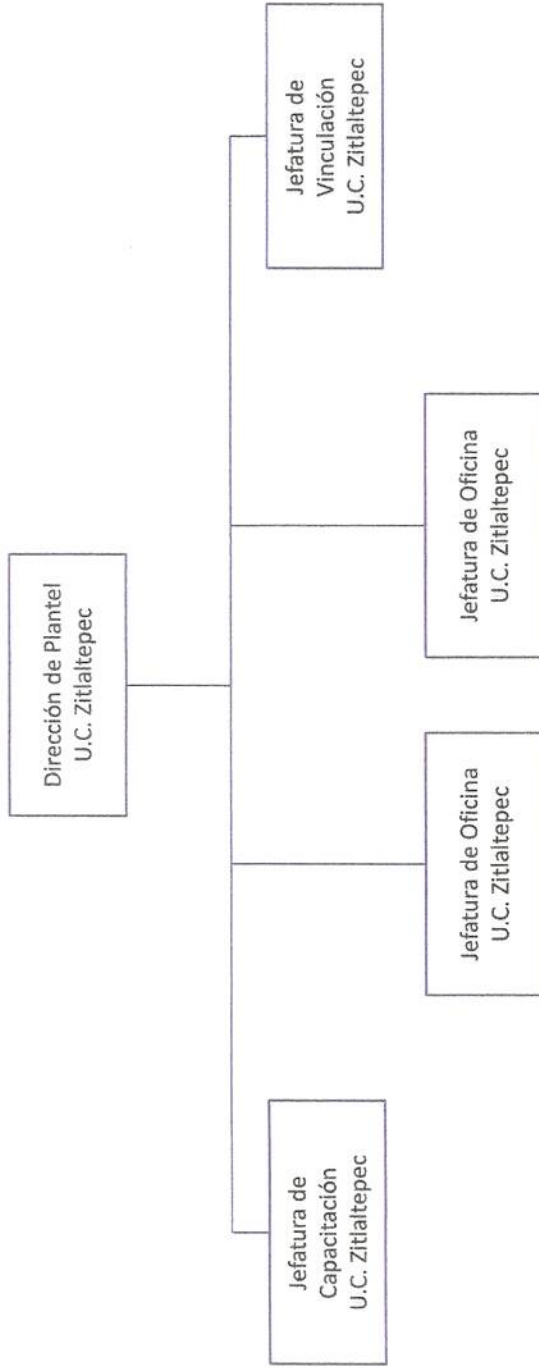 Dirección de Plantel
U.C. Zitlaltepec
Jefatura de
Capacitación
U.C. Zitlaltepec
Jefatura de
Vinculación
U.C. Zitlaltepec
Jefatura de Oficina
U.C. Zitlaltepec
Jefatura de Oficina
U.C. Zitlaltepec